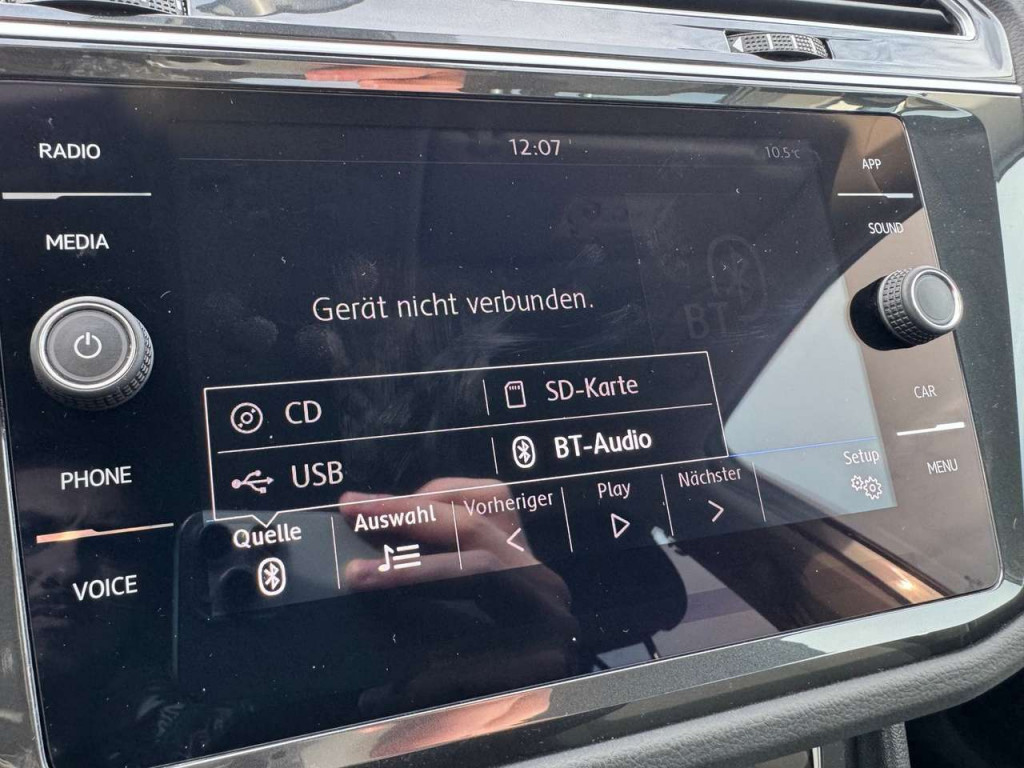 12:07
10.5°C
RADIO
MEDIA
PHONE
VOICE
APP
SOUND
CAR
MENU
Gerät nicht verbunden.
BT
CD
SD-Karte
USB
BT-Audio
Quelle
Auswahl
Vorheriger
Play
Nächster
Setup